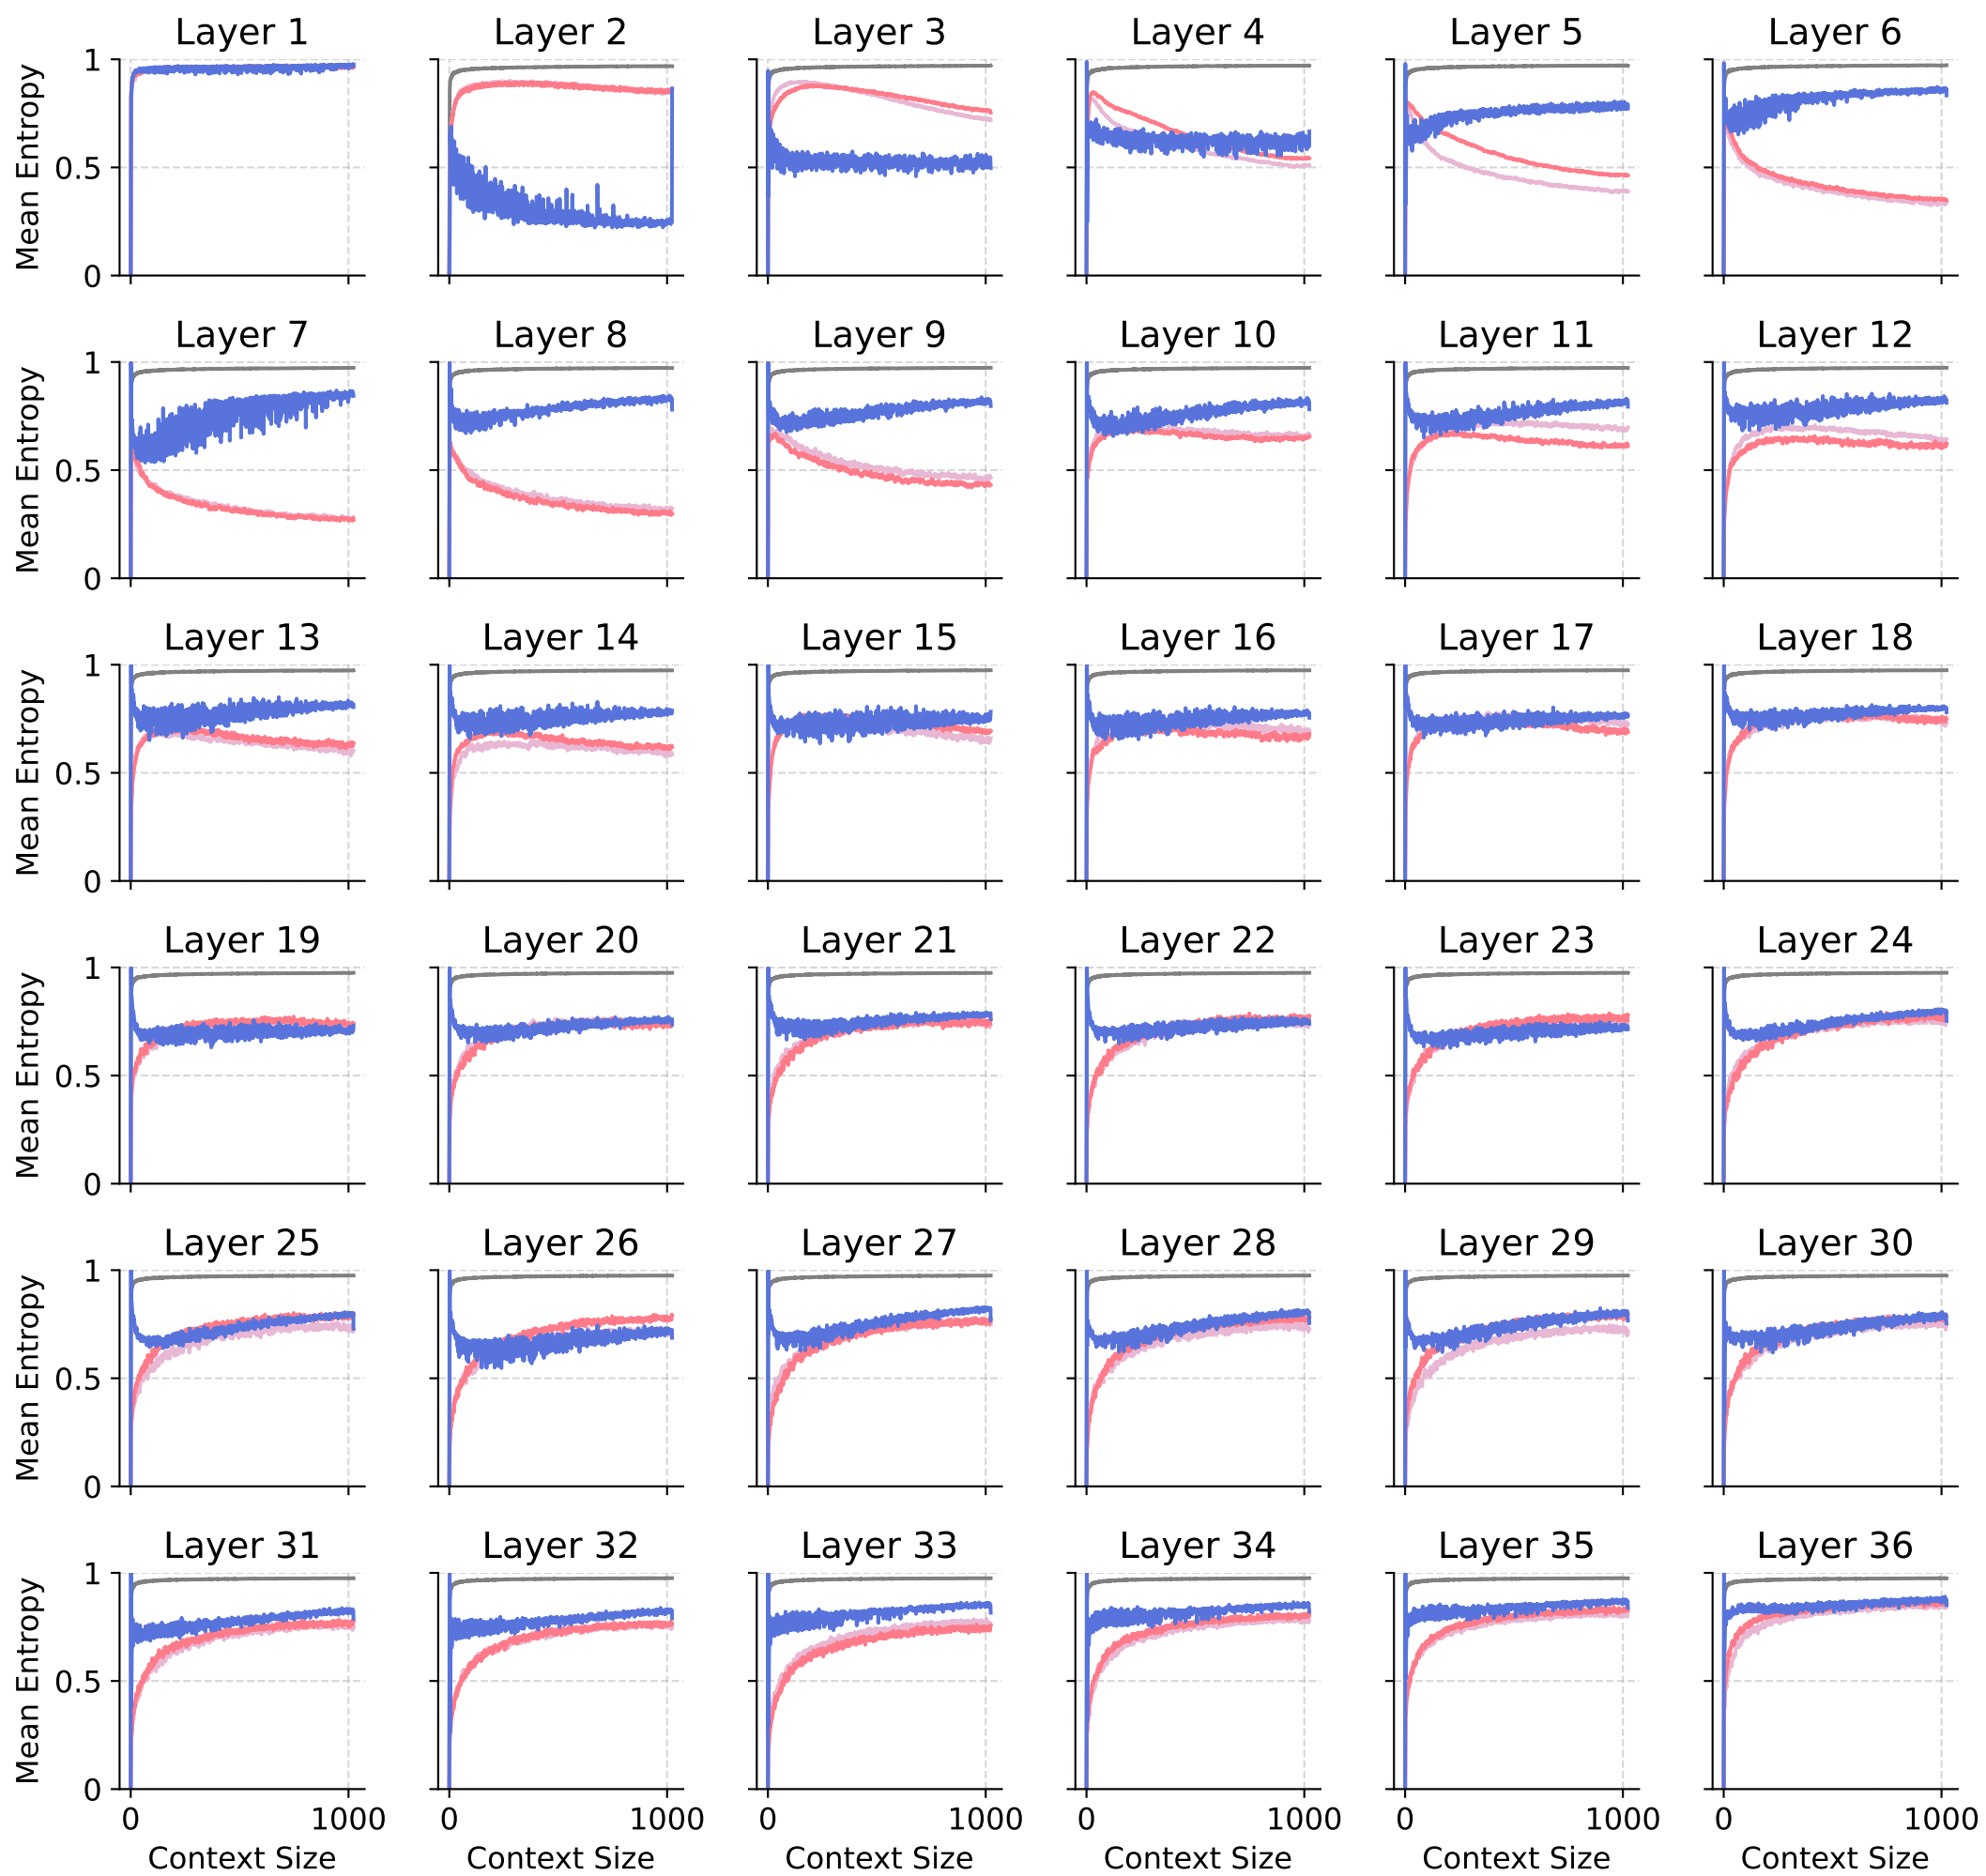 Layer 1 Layer 2 Layer 3 Layer 4 Layer 5 Layer 6
Mean Entropy
1
0.5
0
Layer 7 Layer 8 Layer 9 Layer 10 Layer 11 Layer 12
Mean Entropy
1
0.5
0
Layer 13 Layer 14 Layer 15 Layer 16 Layer 17 Layer 18
Mean Entropy
1
0.5
0
Layer 19 Layer 20 Layer 21 Layer 22 Layer 23 Layer 24
Mean Entropy
1
0.5
0
Layer 25 Layer 26 Layer 27 Layer 28 Layer 29 Layer 30
Mean Entropy
1
0.5
0
Layer 31 Layer 32 Layer 33 Layer 34 Layer 35 Layer 36
Mean Entropy
1
0.5
0
0 1000 0 1000 0 1000 0 1000 0 1000 0 1000
Context Size Context Size Context Size Context Size Context Size Context Size